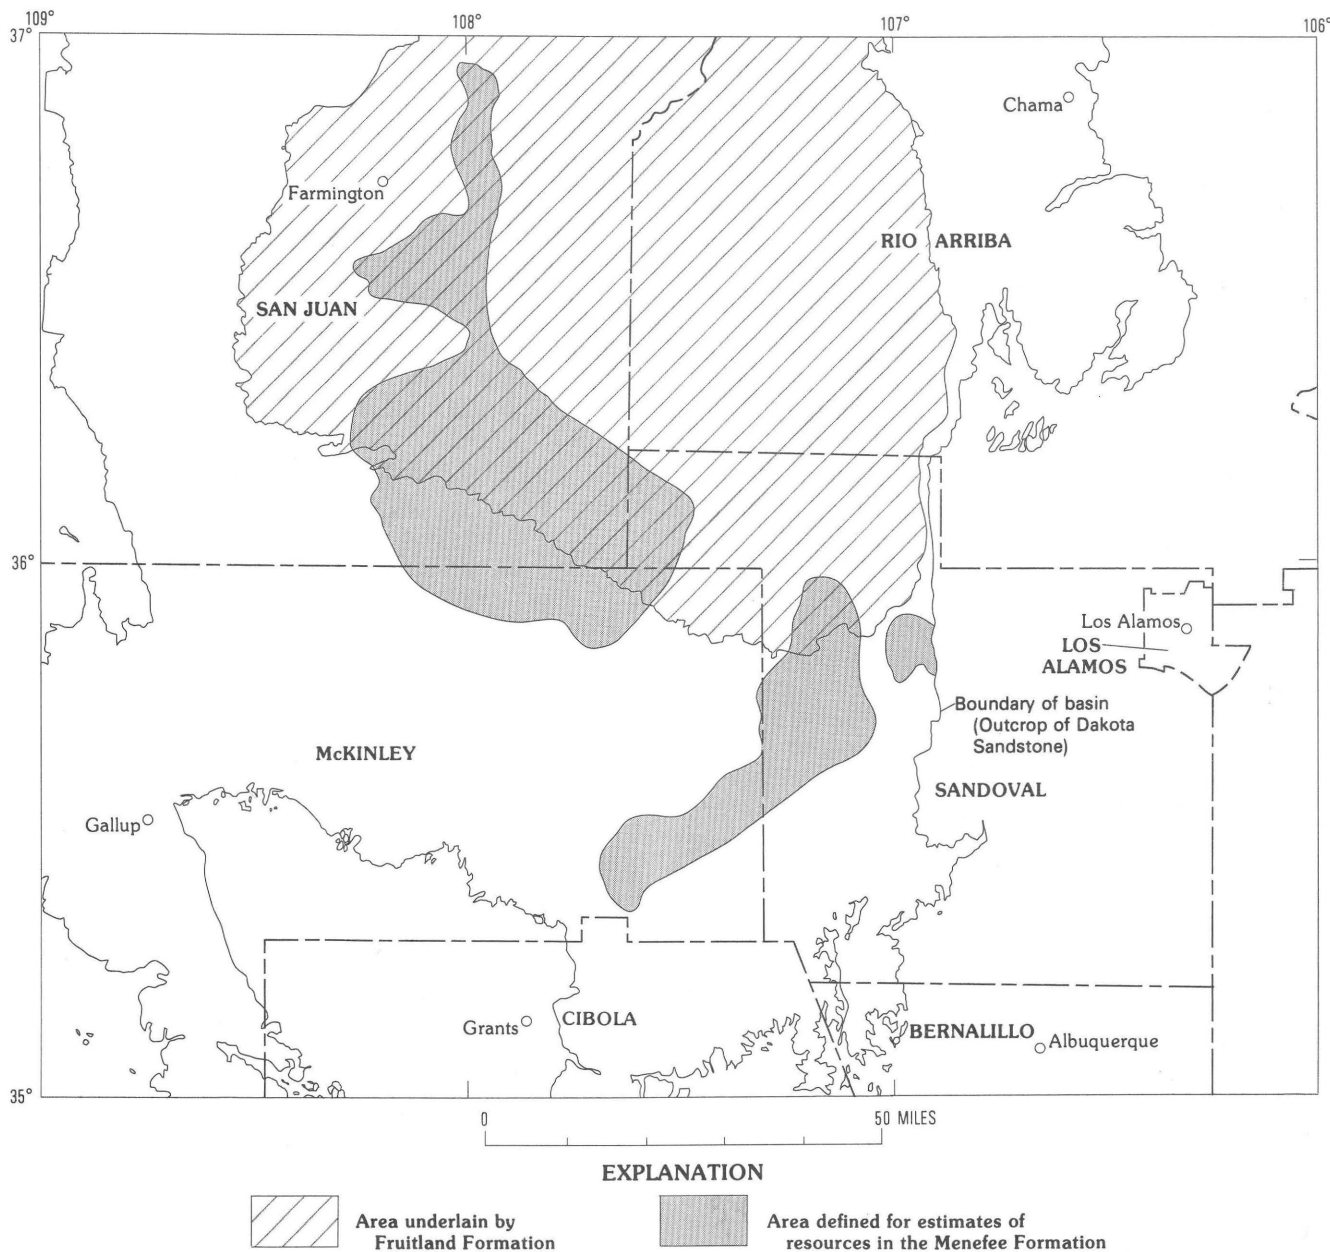 109°
108°
107°
106°
37°
Chama
Farmington
RIO ARRIBA
SAN JUAN
36°
Los Alamos
LOS
ALAMOS
Boundary of basin
(Outcrop of Dakota
Sandstone)
McKINLEY
SANDOVAL
Gallup
Grants
CIBOLA
BERNALILLO
Albuquerque
35°
0
50 MILES
EXPLANATION
Area underlain by
Fruitland Formation
Area defined for estimates of
resources in the Menefee Formation